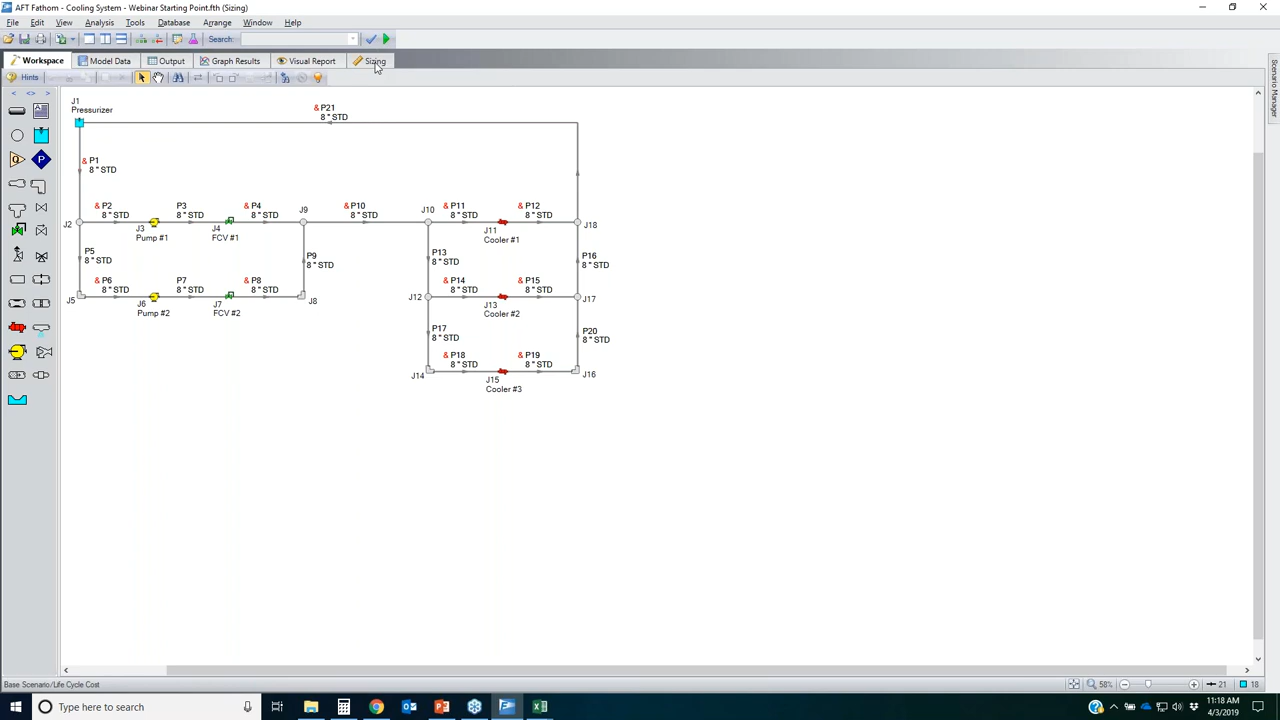 AFT Fathom - Cooling System - Webinar Starting Point.fth (Sizing)
File Edit View Analysis Tools Database Arrange Window Help
Search:
Workspace Model Data Output Graph Results Visual Report Sizing
Hints
Scenario Manager
J1
Pressurizer
& P21
8 " STD
& P1
8 " STD
& P2
8 " STD
P3
8 " STD
& P4
8 " STD
J9
& P10
8 " STD
J10
& P11
8 " STD
& P12
8 " STD
J2
J3
Pump #1
J4
FCV #1
J11
Cooler #1
J18
P5
8 " STD
P9
8 " STD
P13
8 " STD
P16
8 " STD
& P6
8 " STD
P7
8 " STD
& P8
8 " STD
& P14
8 " STD
& P15
8 " STD
J5
J6
Pump #2
J7
FCV #2
J8
J12
J13
Cooler #2
J17
P17
8 " STD
P20
8 " STD
& P18
8 " STD
& P19
8 " STD
J14
J15
Cooler #3
J16
Base Scenario/Life Cycle Cost
58%
21
18
Type here to search
11:18 AM
4/3/2019